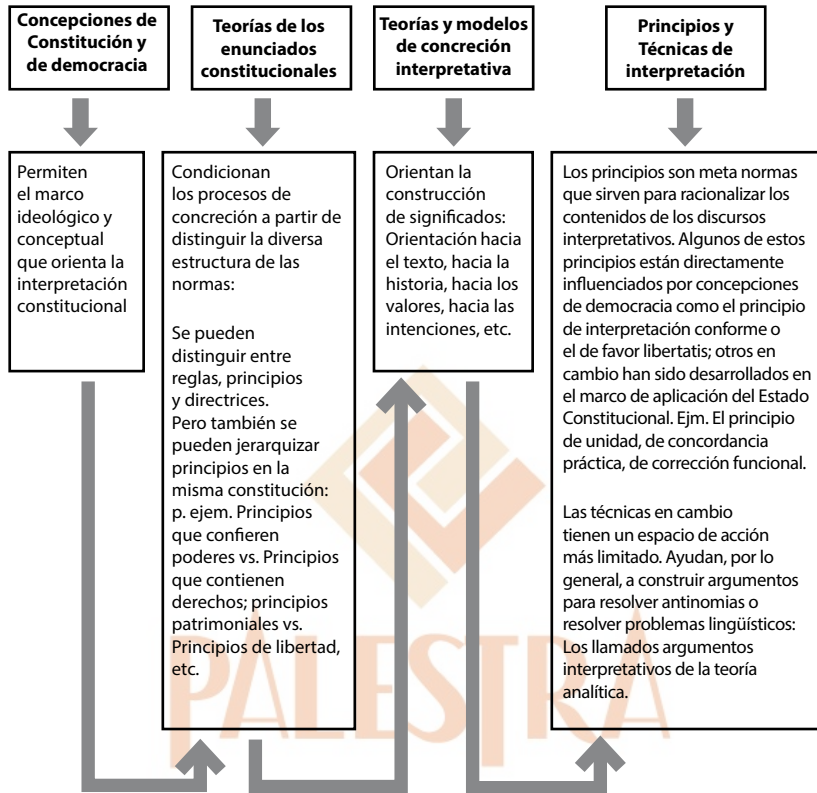 Concepciones de
Constitución y
de democracia
Teorías de los
enunciados
constitucionales
Teorías y modelos
de concreción
interpretativa
Principios y
Técnicas de
interpretación
Permiten
el marco
ideológico y
conceptual
que orienta la
interpretación
constitucional
Condicionan
los procesos de
concreción a partir de
distinguir la diversa
estructura de las
normas:
Se pueden
distinguir entre
reglas, principios
y directrices.
Pero también se
pueden jerarquizar
principios en la
misma constitución:
p. ejem. Principios
que confieren
poderes vs. Principios
que contienen
derechos; principios
patrimoniales vs.
Principios de libertad,
etc.
Orientan la
construcción
de significados:
Orientación hacia
el texto, hacia la
historia, hacia los
valores, hacia las
intenciones, etc.
Los principios son meta normas
que sirven para racionalizar los
contenidos de los discursos
interpretativos. Algunos de estos
principios están directamente
influenciados por concepciones
de democracia como el principio
de interpretación conforme o
el de favor libertatis; otros en
cambio han sido desarrollados en
el marco de aplicación del Estado
Constitucional. Ejm. El principio
de unidad, de concordancia
práctica, de corrección funcional.
Las técnicas en cambio
tienen un espacio de acción
más limitado. Ayudan, por lo
general, a construir argumentos
para resolver antinomias o
resolver problemas lingüísticos:
Los llamados argumentos
interpretativos de la teoría
analítica.
PALESTRA